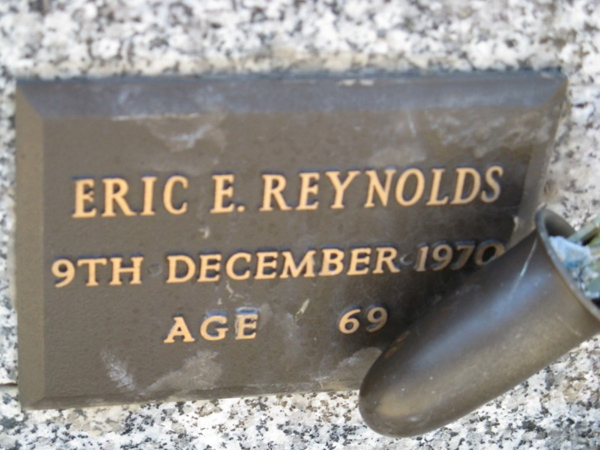 ERIC E. REYNOLDS
9TH DECEMBER 1970
AGE 69